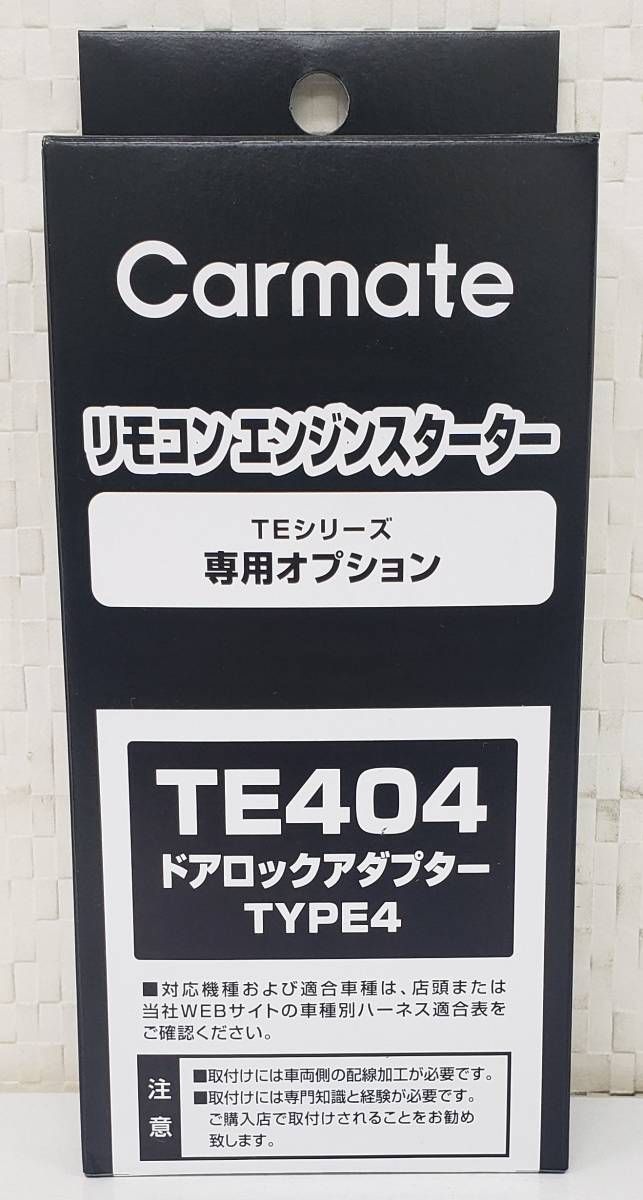 Carmate
リモコンエンジンスターター
TEシリーズ
専用オプション
TE404
ドアロックアダプター
TYPE4
■対応機種および適合車種は、店頭または
当社WEBサイトの車種別ハーネス適合表を
ご確認ください。
注意
■取付けには車両側の配線加工が必要です。
■取付けには専門知識と経験が必要です。
ご購入店で取付けされることをお勧め
致します。